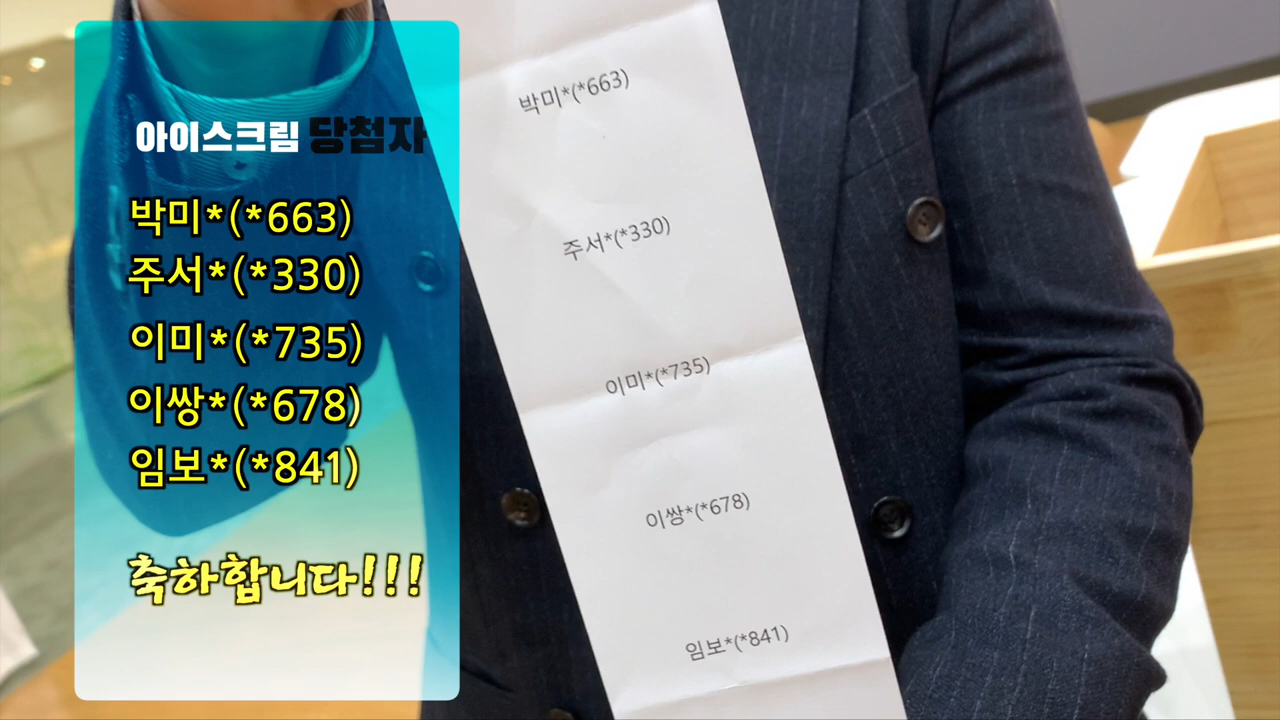 아이스크림 당첨자
박미*(*663)
주서*(*330)
이미*(*735)
이쌍*(*678)
임보*(*841)
축하합니다!!!
박미*(*663)
주서*(*330)
이미*(*735)
이쌍*(*678)
임보*(*841)